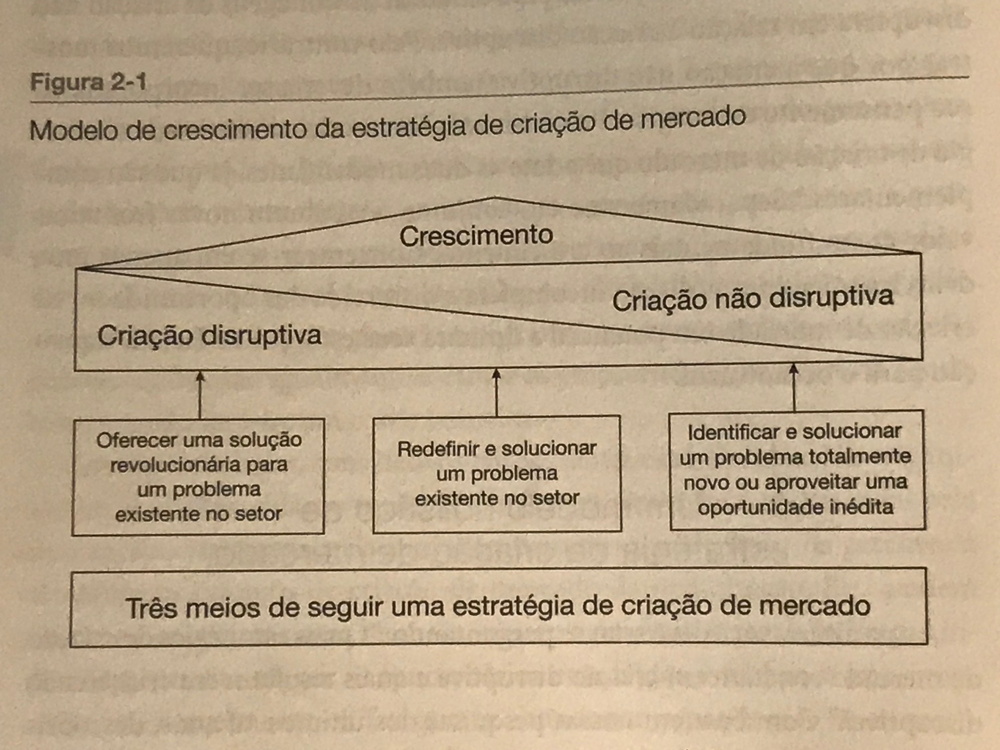 Figura 2-1
Modelo de crescimento da estratégia de criação de mercado
Crescimento
Criação não disruptiva
Criação disruptiva
Oferecer uma solução
revolucionária para
um problema
existente no setor
Redefinir e solucionar
um problema
existente no setor
Identificar e solucionar
um problema totalmente
novo ou aproveitar uma
oportunidade inédita
Três meios de seguir uma estratégia de criação de mercado